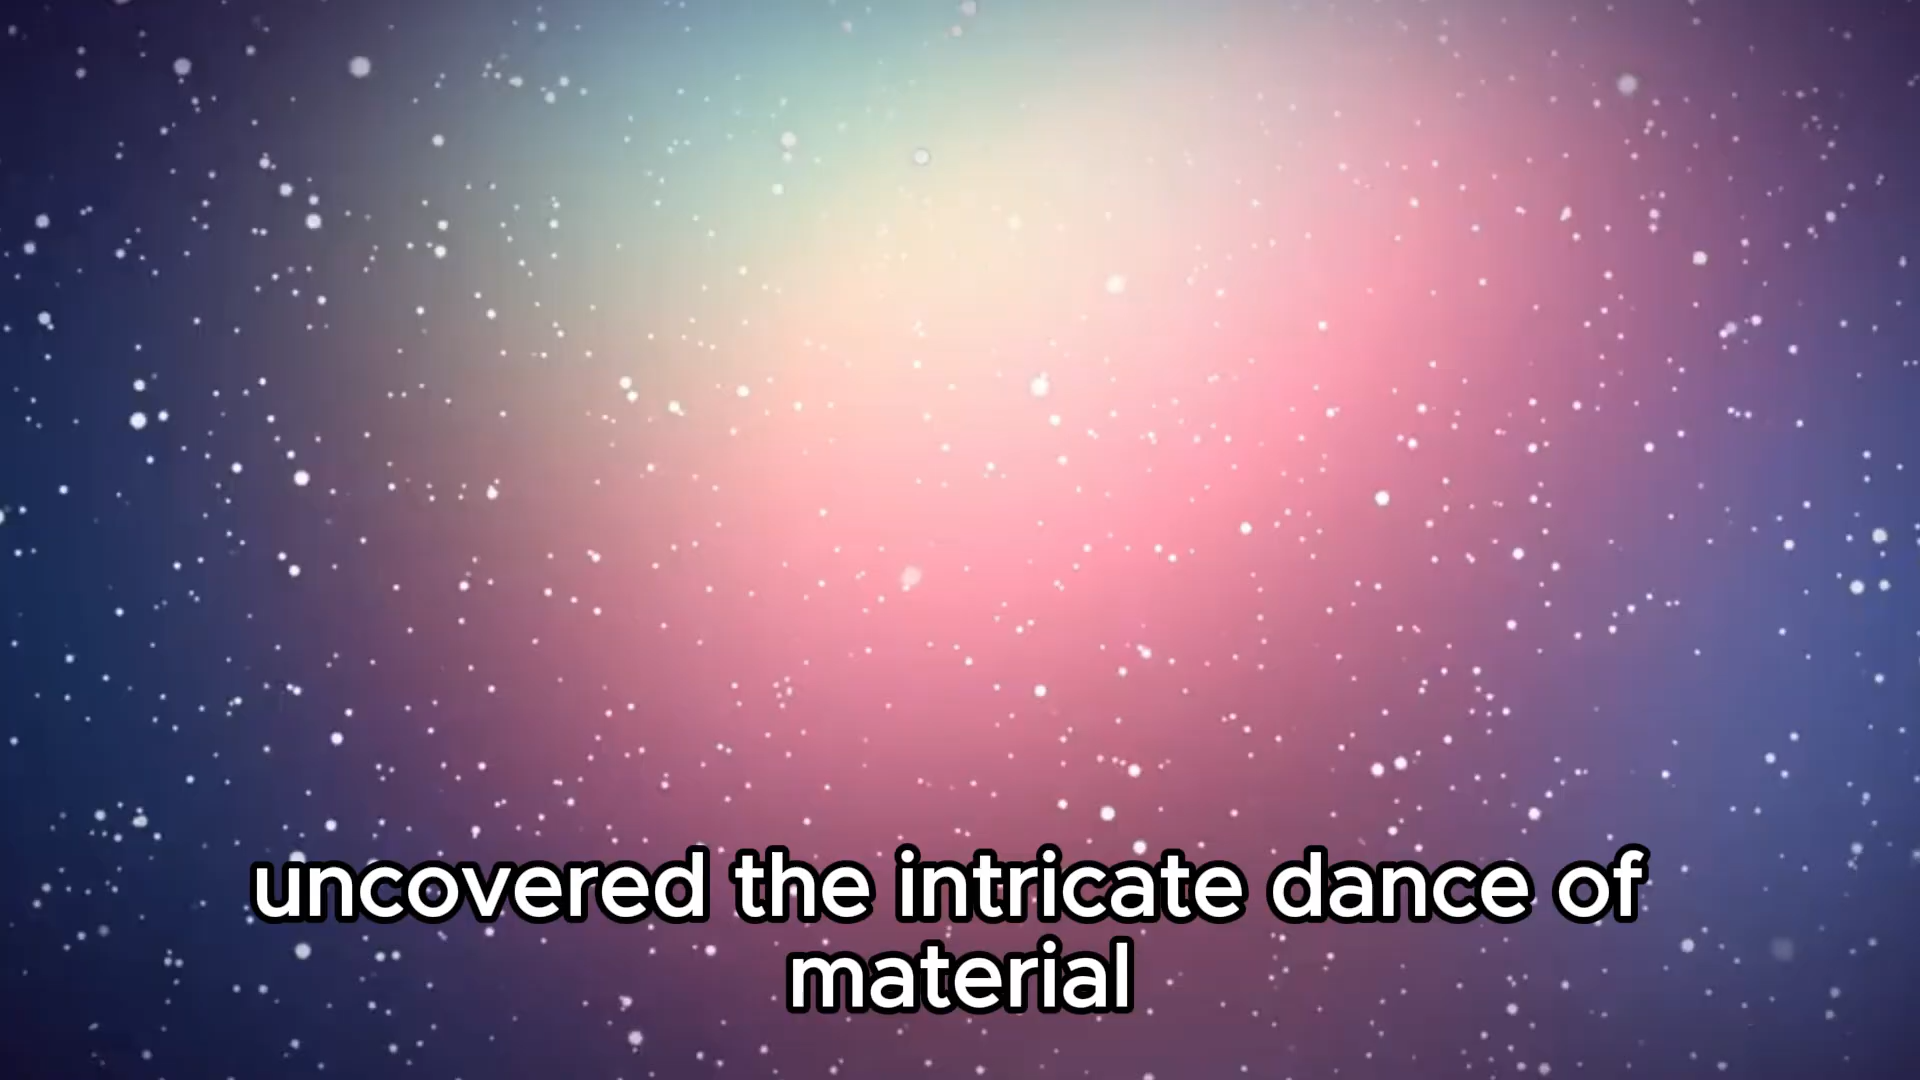 uncovered the intricate dance of
material